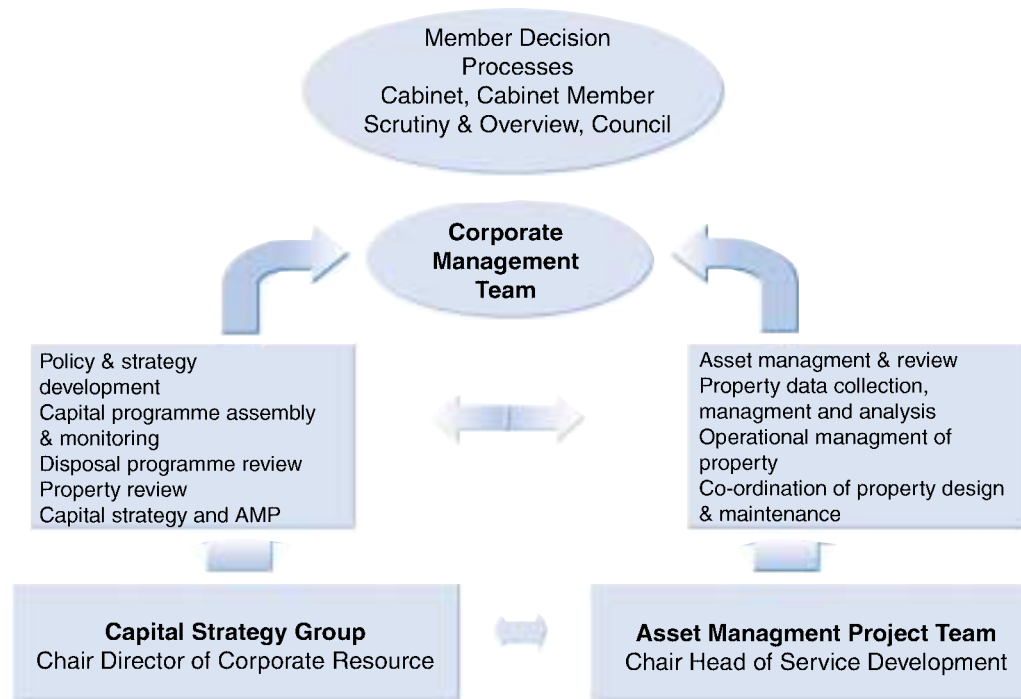 Member Decision
Processes
Cabinet, Cabinet Member
Scrutiny & Overview, Council
Corporate
Management
Team
Policy & strategy
development
Capital programme assembly
& monitoring
Disposal programme review
Property review
Capital strategy and AMP
Asset managment & review
Property data collection,
managment and analysis
Operational managment of
property
Co-ordination of property design
& maintenance
Capital Strategy Group
Chair Director of Corporate Resource
Asset Managment Project Team
Chair Head of Service Development